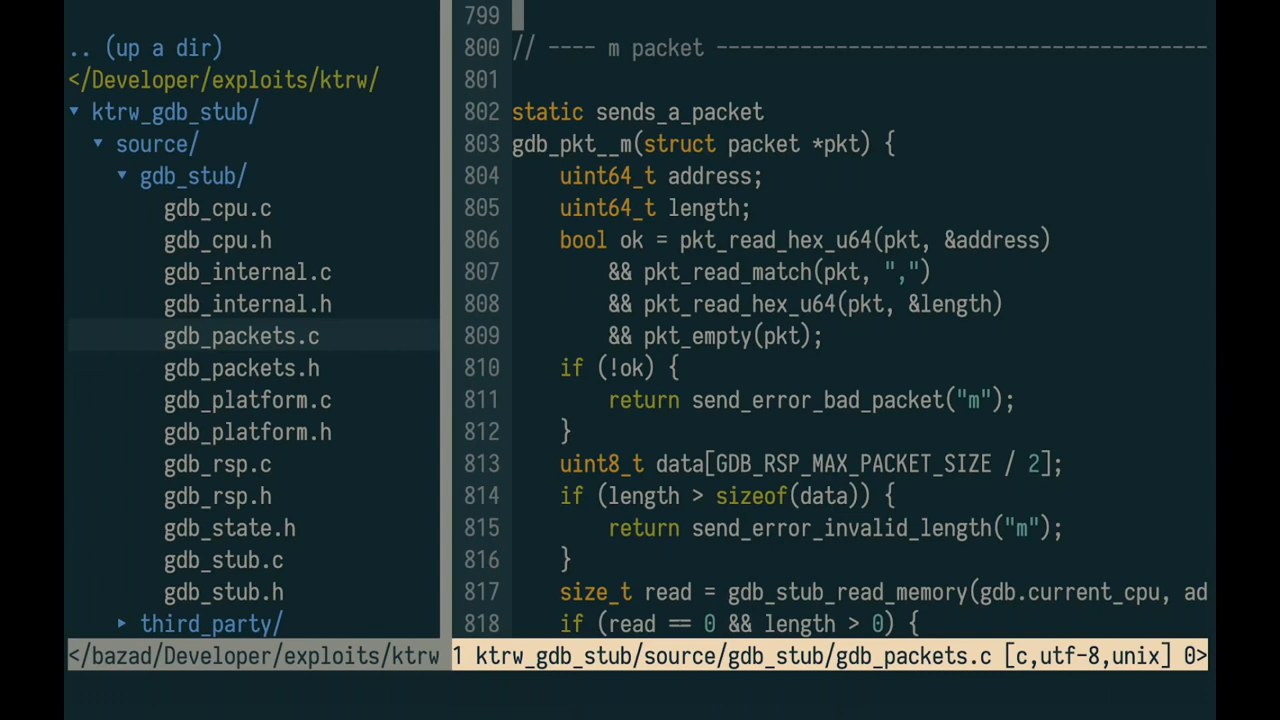 .. (up a dir)
</Developer/exploits/ktrw/
▾ ktrw_gdb_stub/
▾ source/
▾ gdb_stub/
gdb_cpu.c
gdb_cpu.h
gdb_internal.c
gdb_internal.h
gdb_packets.c
gdb_packets.h
gdb_platform.c
gdb_platform.h
gdb_rsp.c
gdb_rsp.h
gdb_state.h
gdb_stub.c
gdb_stub.h
▸ third_party/
</bazad/Developer/exploits/ktrw
799
800 // ---- m packet -----------------------------------------
801
802 static sends_a_packet
803 gdb_pkt__m(struct packet *pkt) {
804     uint64_t address;
805     uint64_t length;
806     bool ok = pkt_read_hex_u64(pkt, &address)
807         && pkt_read_match(pkt, ",")
808         && pkt_read_hex_u64(pkt, &length)
809         && pkt_empty(pkt);
810     if (!ok) {
811         return send_error_bad_packet("m");
812     }
813     uint8_t data[GDB_RSP_MAX_PACKET_SIZE / 2];
814     if (length > sizeof(data)) {
815         return send_error_invalid_length("m");
816     }
817     size_t read = gdb_stub_read_memory(gdb.current_cpu, ad
818     if (read == 0 && length > 0) {
1 ktrw_gdb_stub/source/gdb_stub/gdb_packets.c [c,utf-8,unix] 0>